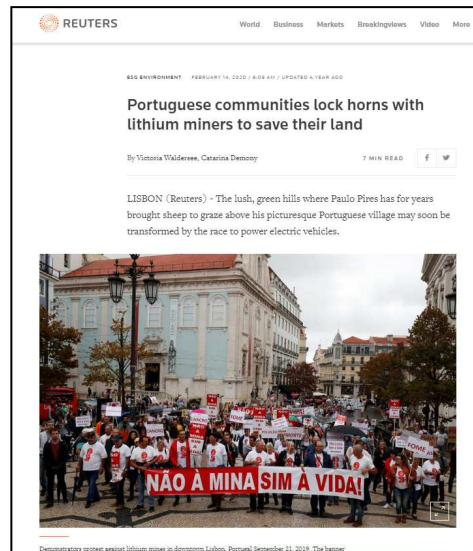 REUTERS
World Business Markets Breakingviews Video More
ESG ENVIRONMENT FEBRUARY 14, 2020 / 8:08 AM / UPDATED A YEAR AGO
Portuguese communities lock horns with
lithium miners to save their land
By Victoria Waldersee, Catarina Demony
7 MIN READ
LISBON (Reuters) - The lush, green hills where Paulo Pires has for years
brought sheep to graze above his picturesque Portuguese village may soon be
transformed by the race to power electric vehicles.
NÃO À MINA SIM À VIDA!
Demonstrators protest against lithium mines in downtown Lisbon, Portugal September 21, 2019. The banner